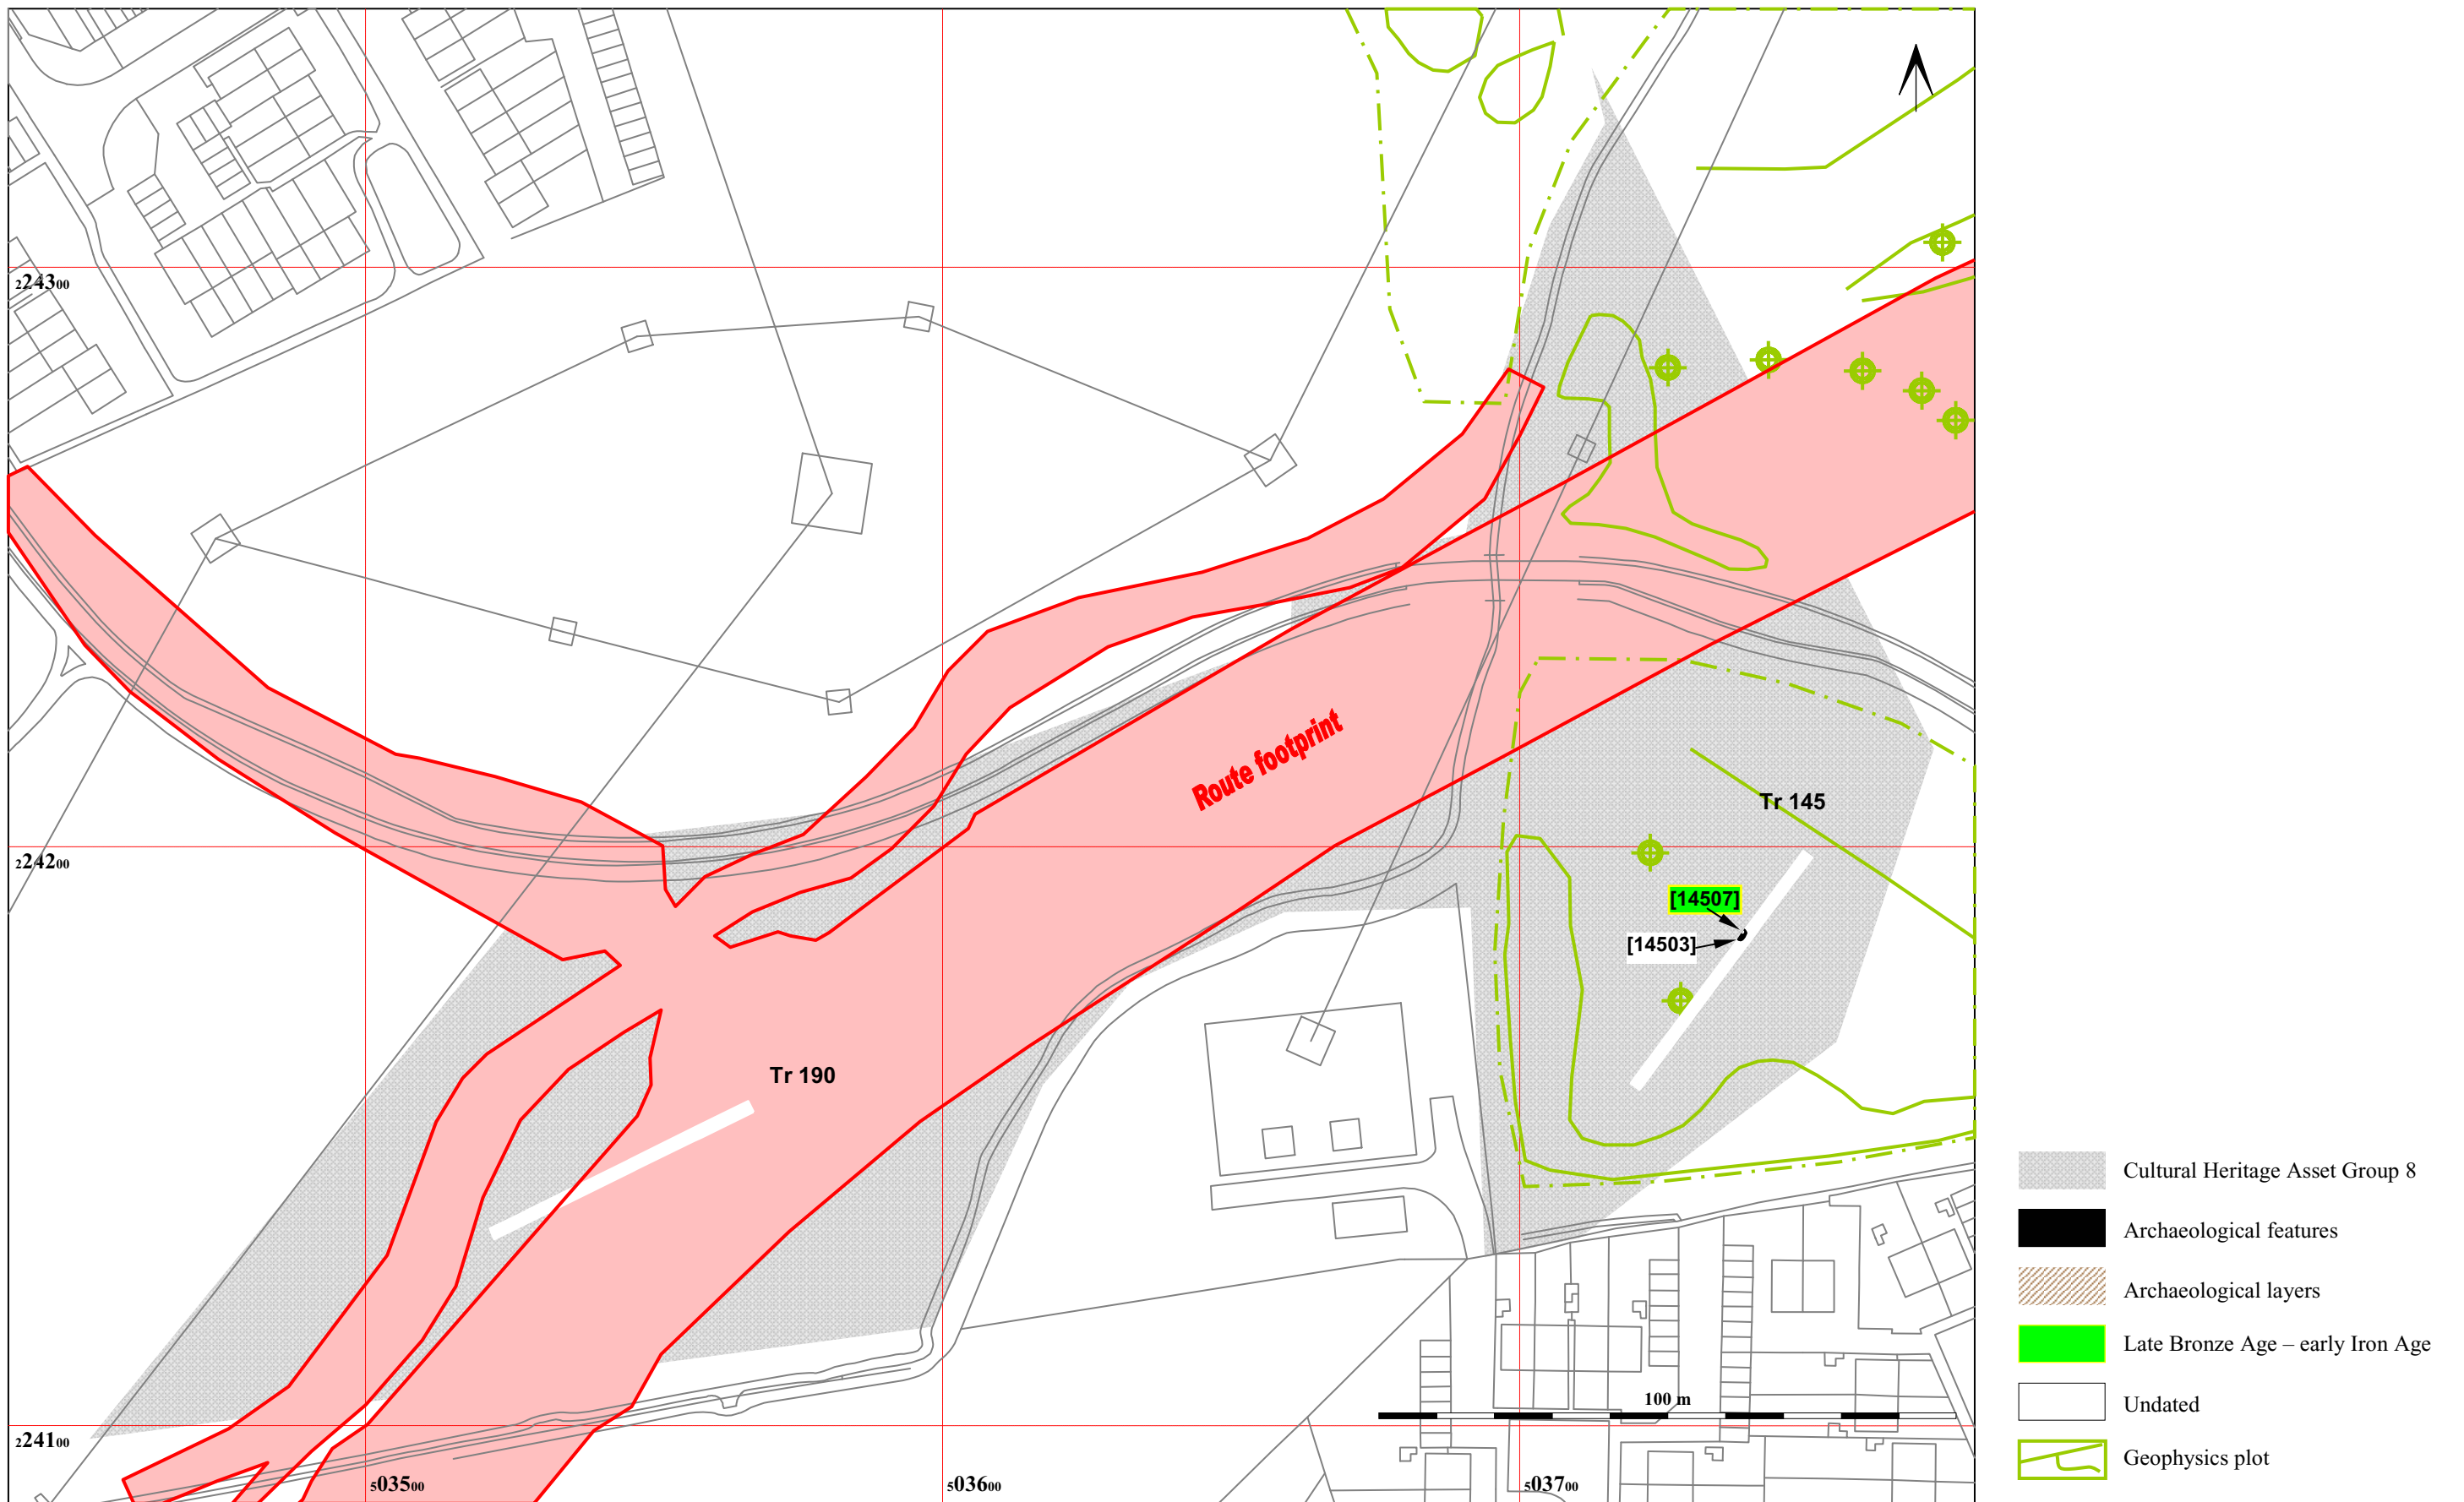 224300
Route footprint
Tr 145
224200
[14507]
[14503]
Tr 190
100 m
224100
503500
503600
503700
Cultural Heritage Asset Group 8
Archaeological features
Archaeological layers
Late Bronze Age – early Iron Age
Undated
Geophysics plot